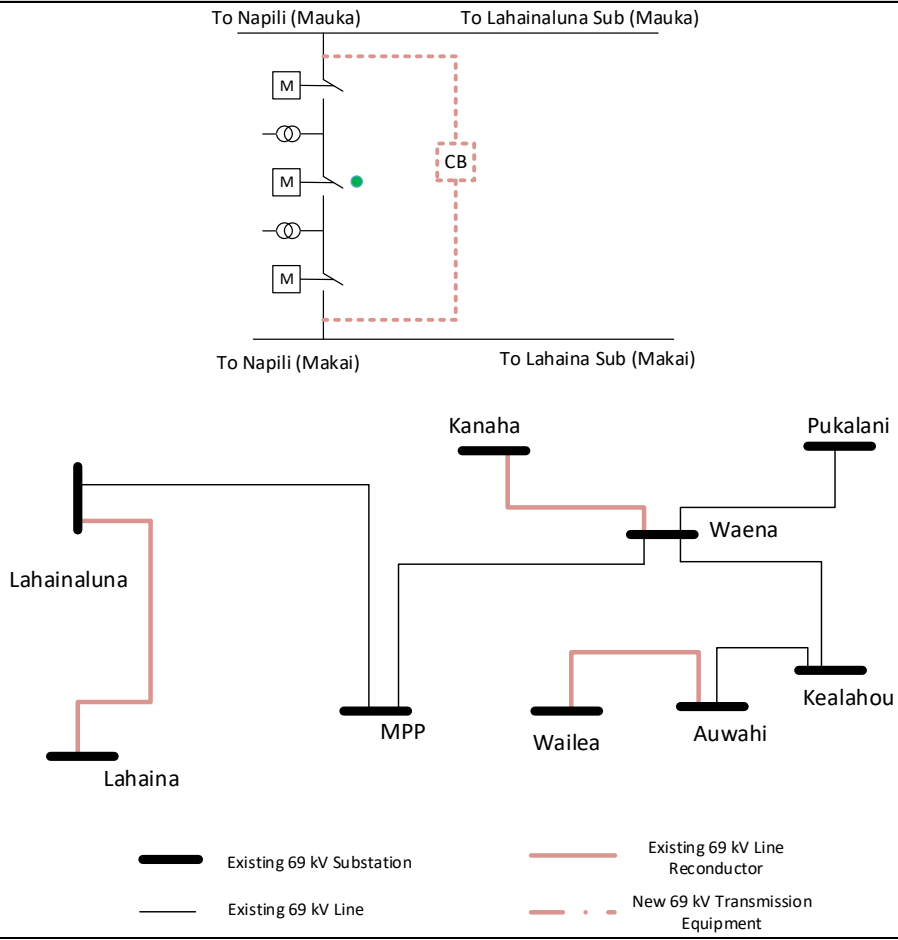 To Napili (Mauka)
To Lahainaluna Sub (Mauka)
M
CB
M
M
To Napili (Makai)
To Lahaina Sub (Makai)
Kanaha
Pukalani
Waena
Lahainaluna
Kealahou
MPP
Wailea
Auwahi
Lahaina
Existing 69 kV Substation
Existing 69 kV Line
Reconductor
Existing 69 kV Line
New 69 kV Transmission
Equipment